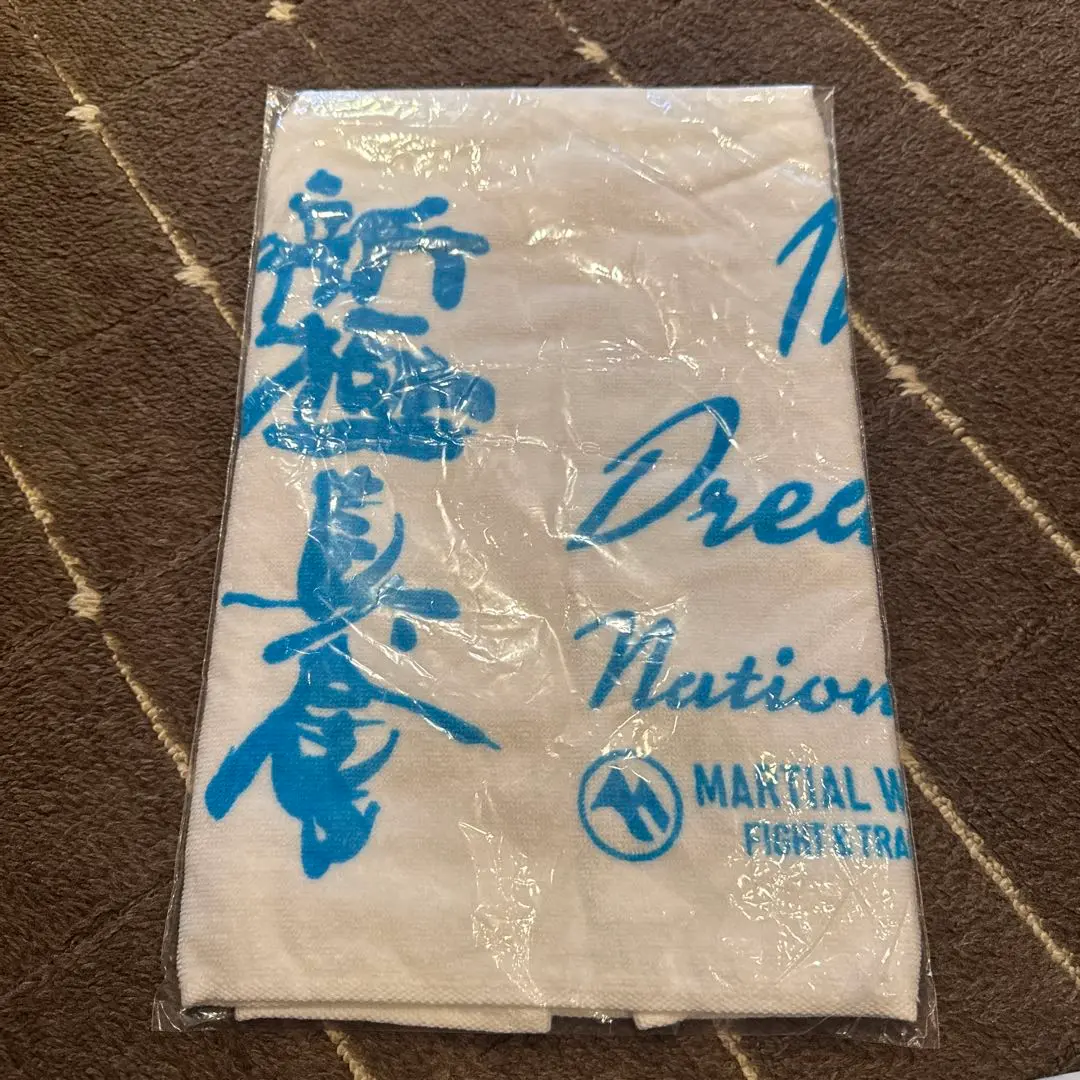 新極真会
Drea
Nation
MARTIAL W
FIGHT & TRA